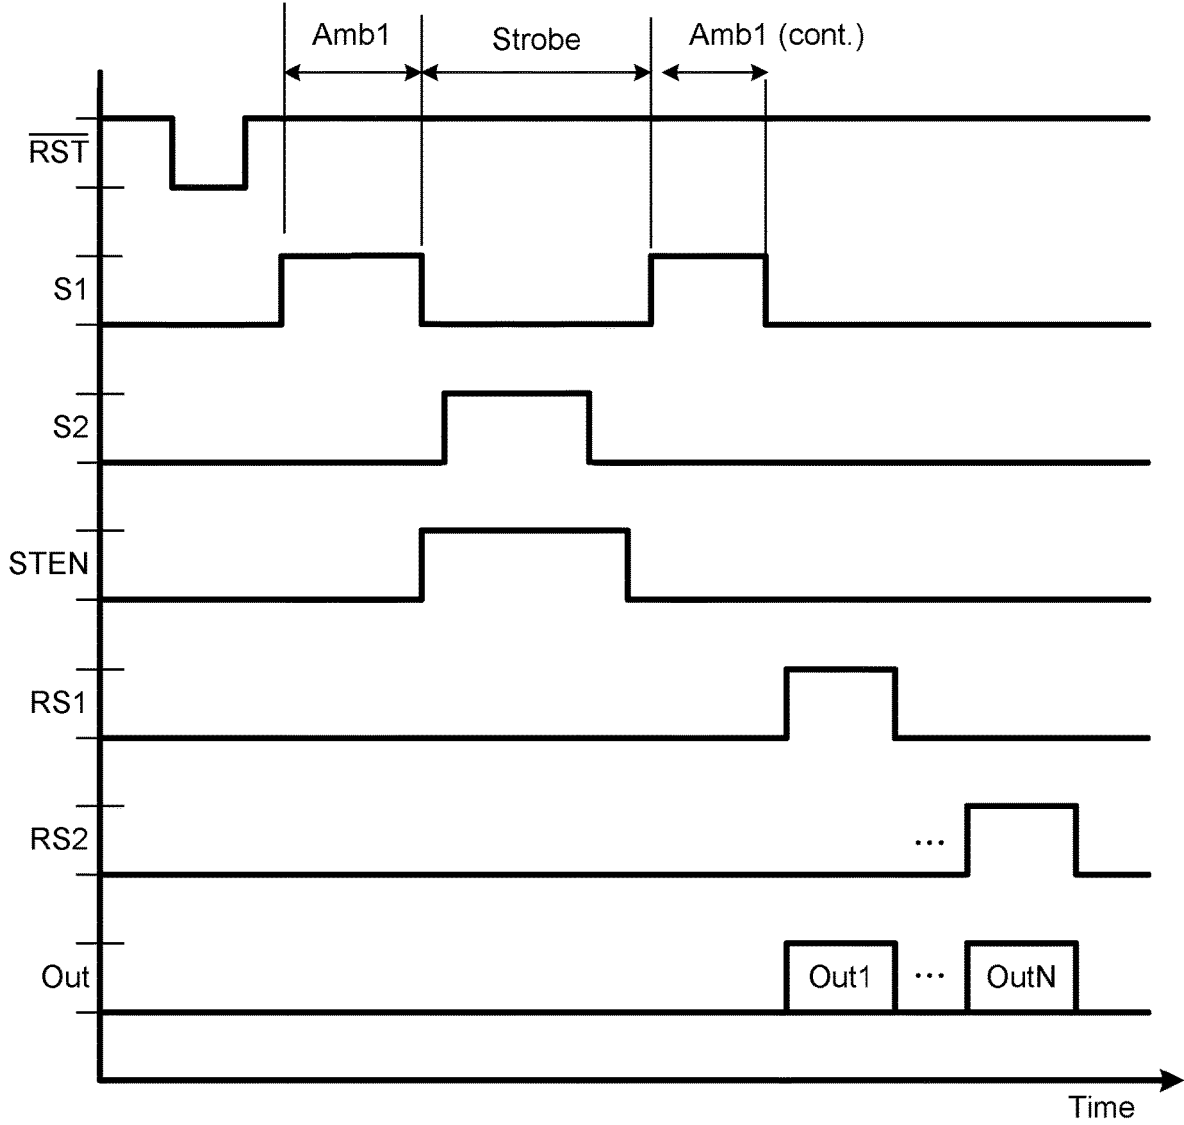 Amb1
Strobe
Amb1 (cont.)
RST
S1
S2
STEN
RS1
RS2
...
Out
Out1
...
OutN
Time